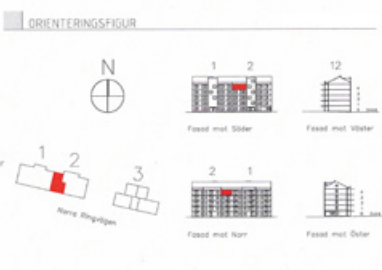 ORIENTERINGSFIGUR
N
1 2
12
Fasad mot Söder
Fasad mot Väster
1 2
3
Norra Ringvägen
2 1
Fasad mot Norr
Fasad mot Öster